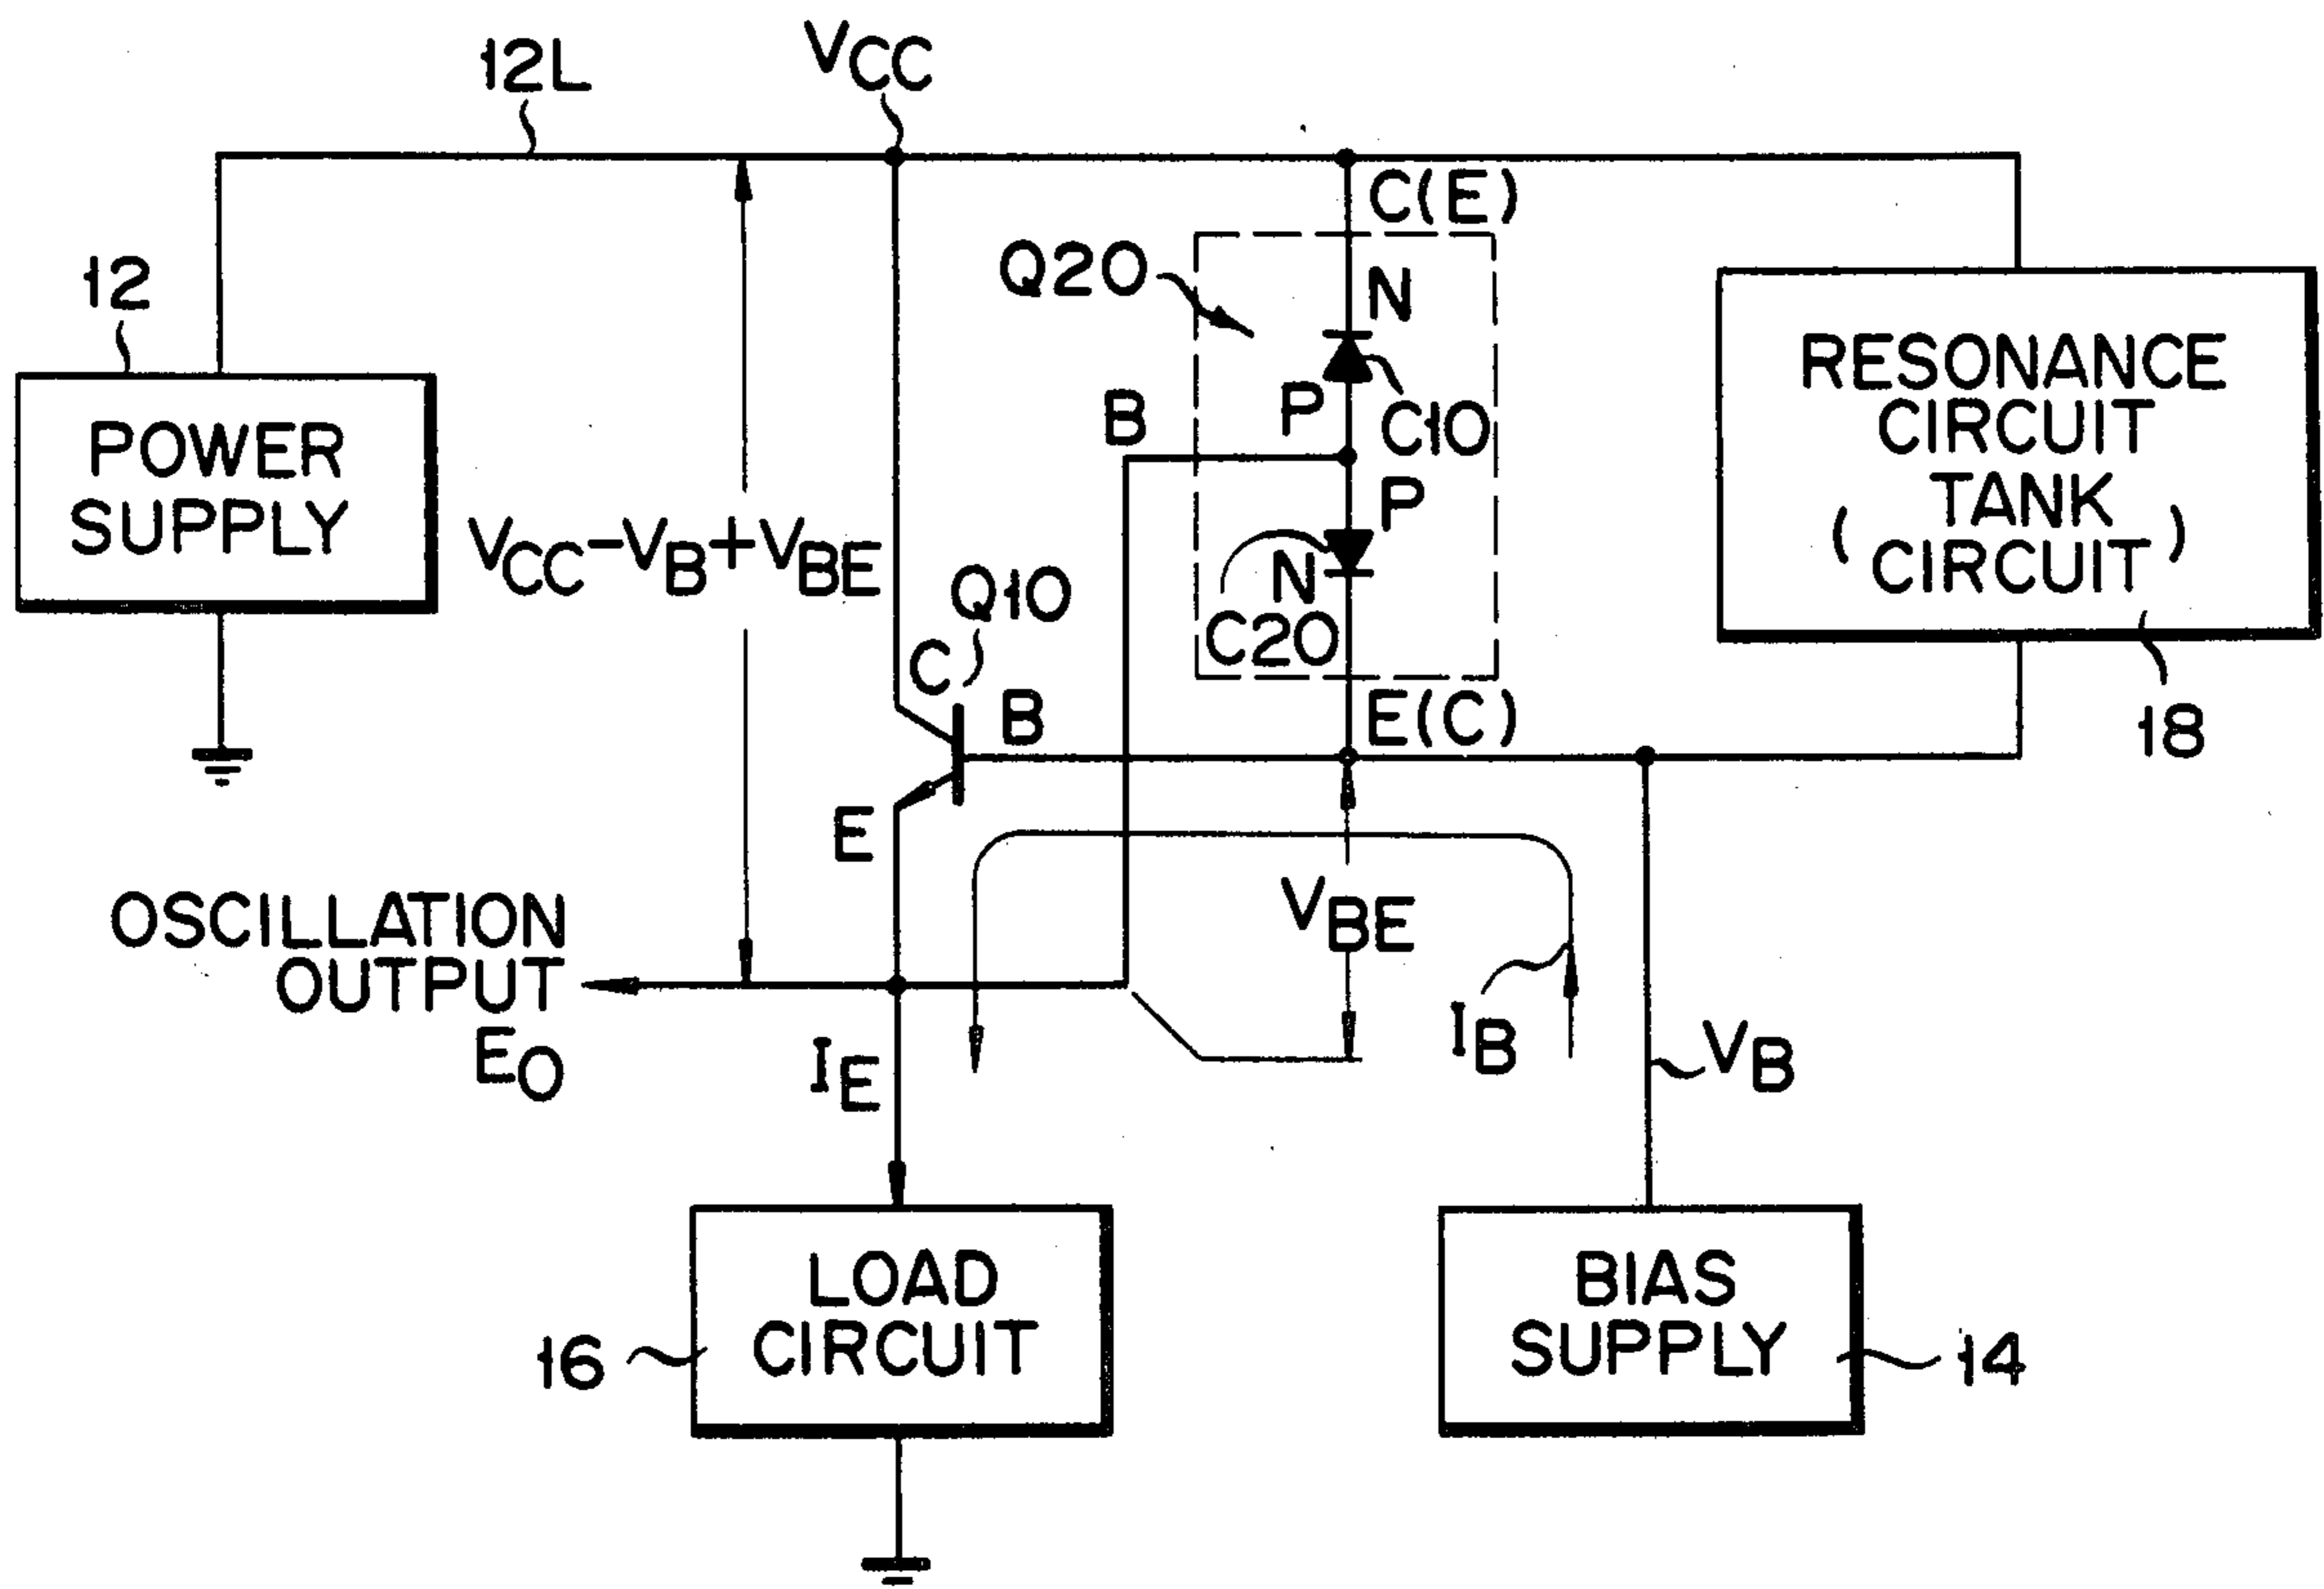 12L
VCC
12
POWER
SUPPLY
VCC-VB+VBE
Q20
C(E)
N
P
C10
B
P
N
C20
E(C)
RESONANCE
CIRCUIT
TANK
( CIRCUIT )
18
Q10
C
B
E
OSCILLATION
OUTPUT
EO
IE
VBE
IB
VB
LOAD
CIRCUIT
16
BIAS
SUPPLY
14